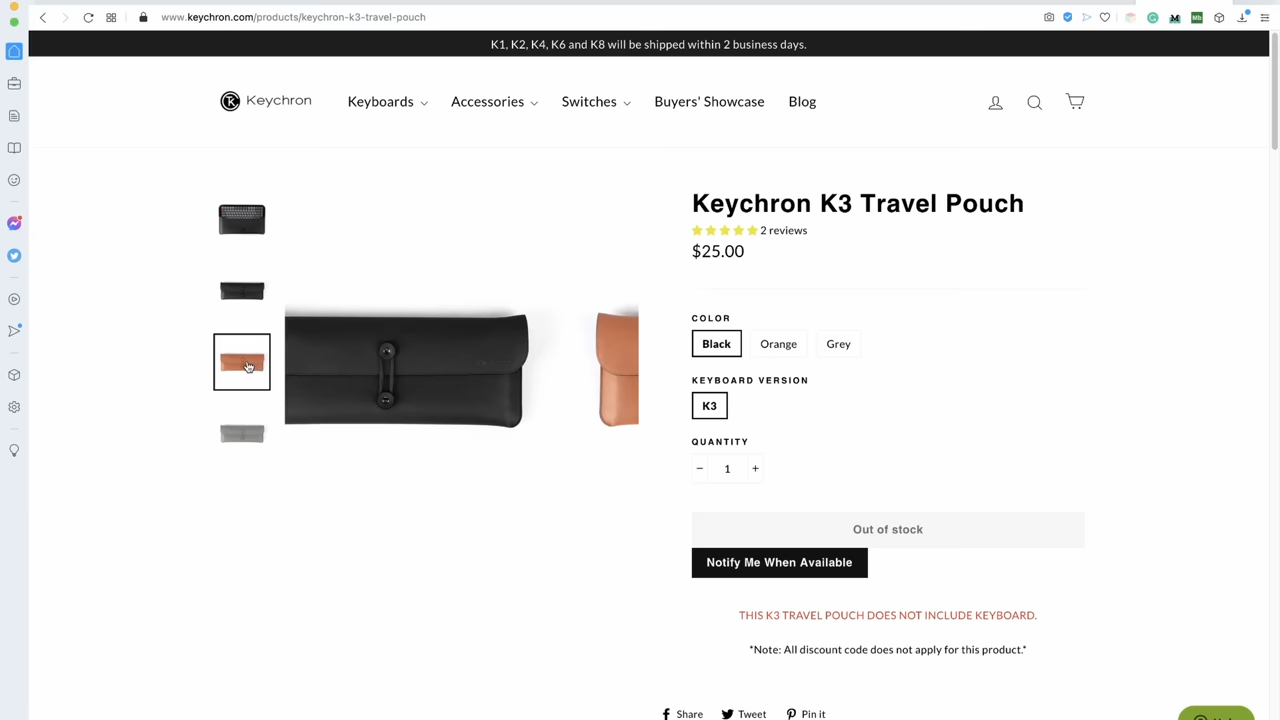 www.keychron.com/products/keychron-k3-travel-pouch
K1, K2, K4, K6 and K8 will be shipped within 2 business days.
Keychron
Keyboards
Accessories
Switches
Buyers' Showcase
Blog
Keychron K3 Travel Pouch
2 reviews
$25.00
COLOR
Black
Orange
Grey
KEYBOARD VERSION
K3
QUANTITY
− 1 +
Out of stock
Notify Me When Available
THIS K3 TRAVEL POUCH DOES NOT INCLUDE KEYBOARD.
*Note: All discount code does not apply for this product.*
Share
Tweet
Pin it